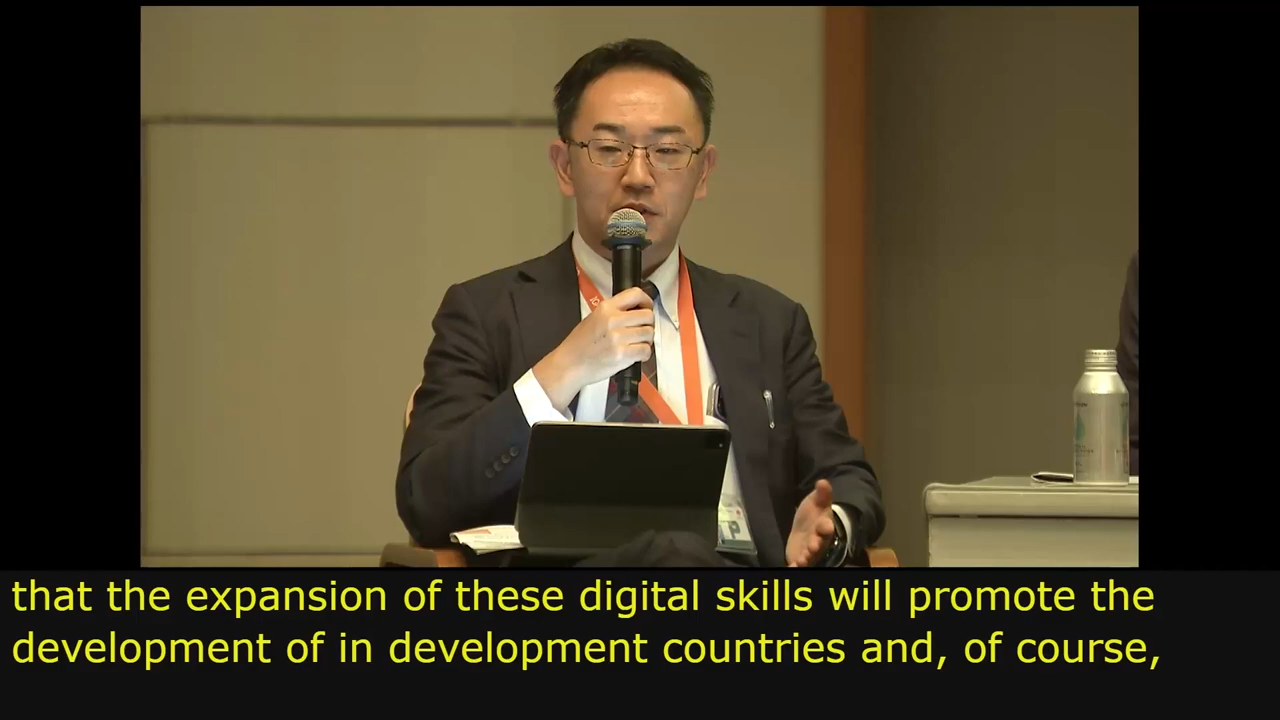 that the expansion of these digital skills will promote the
development of in development countries and, of course,